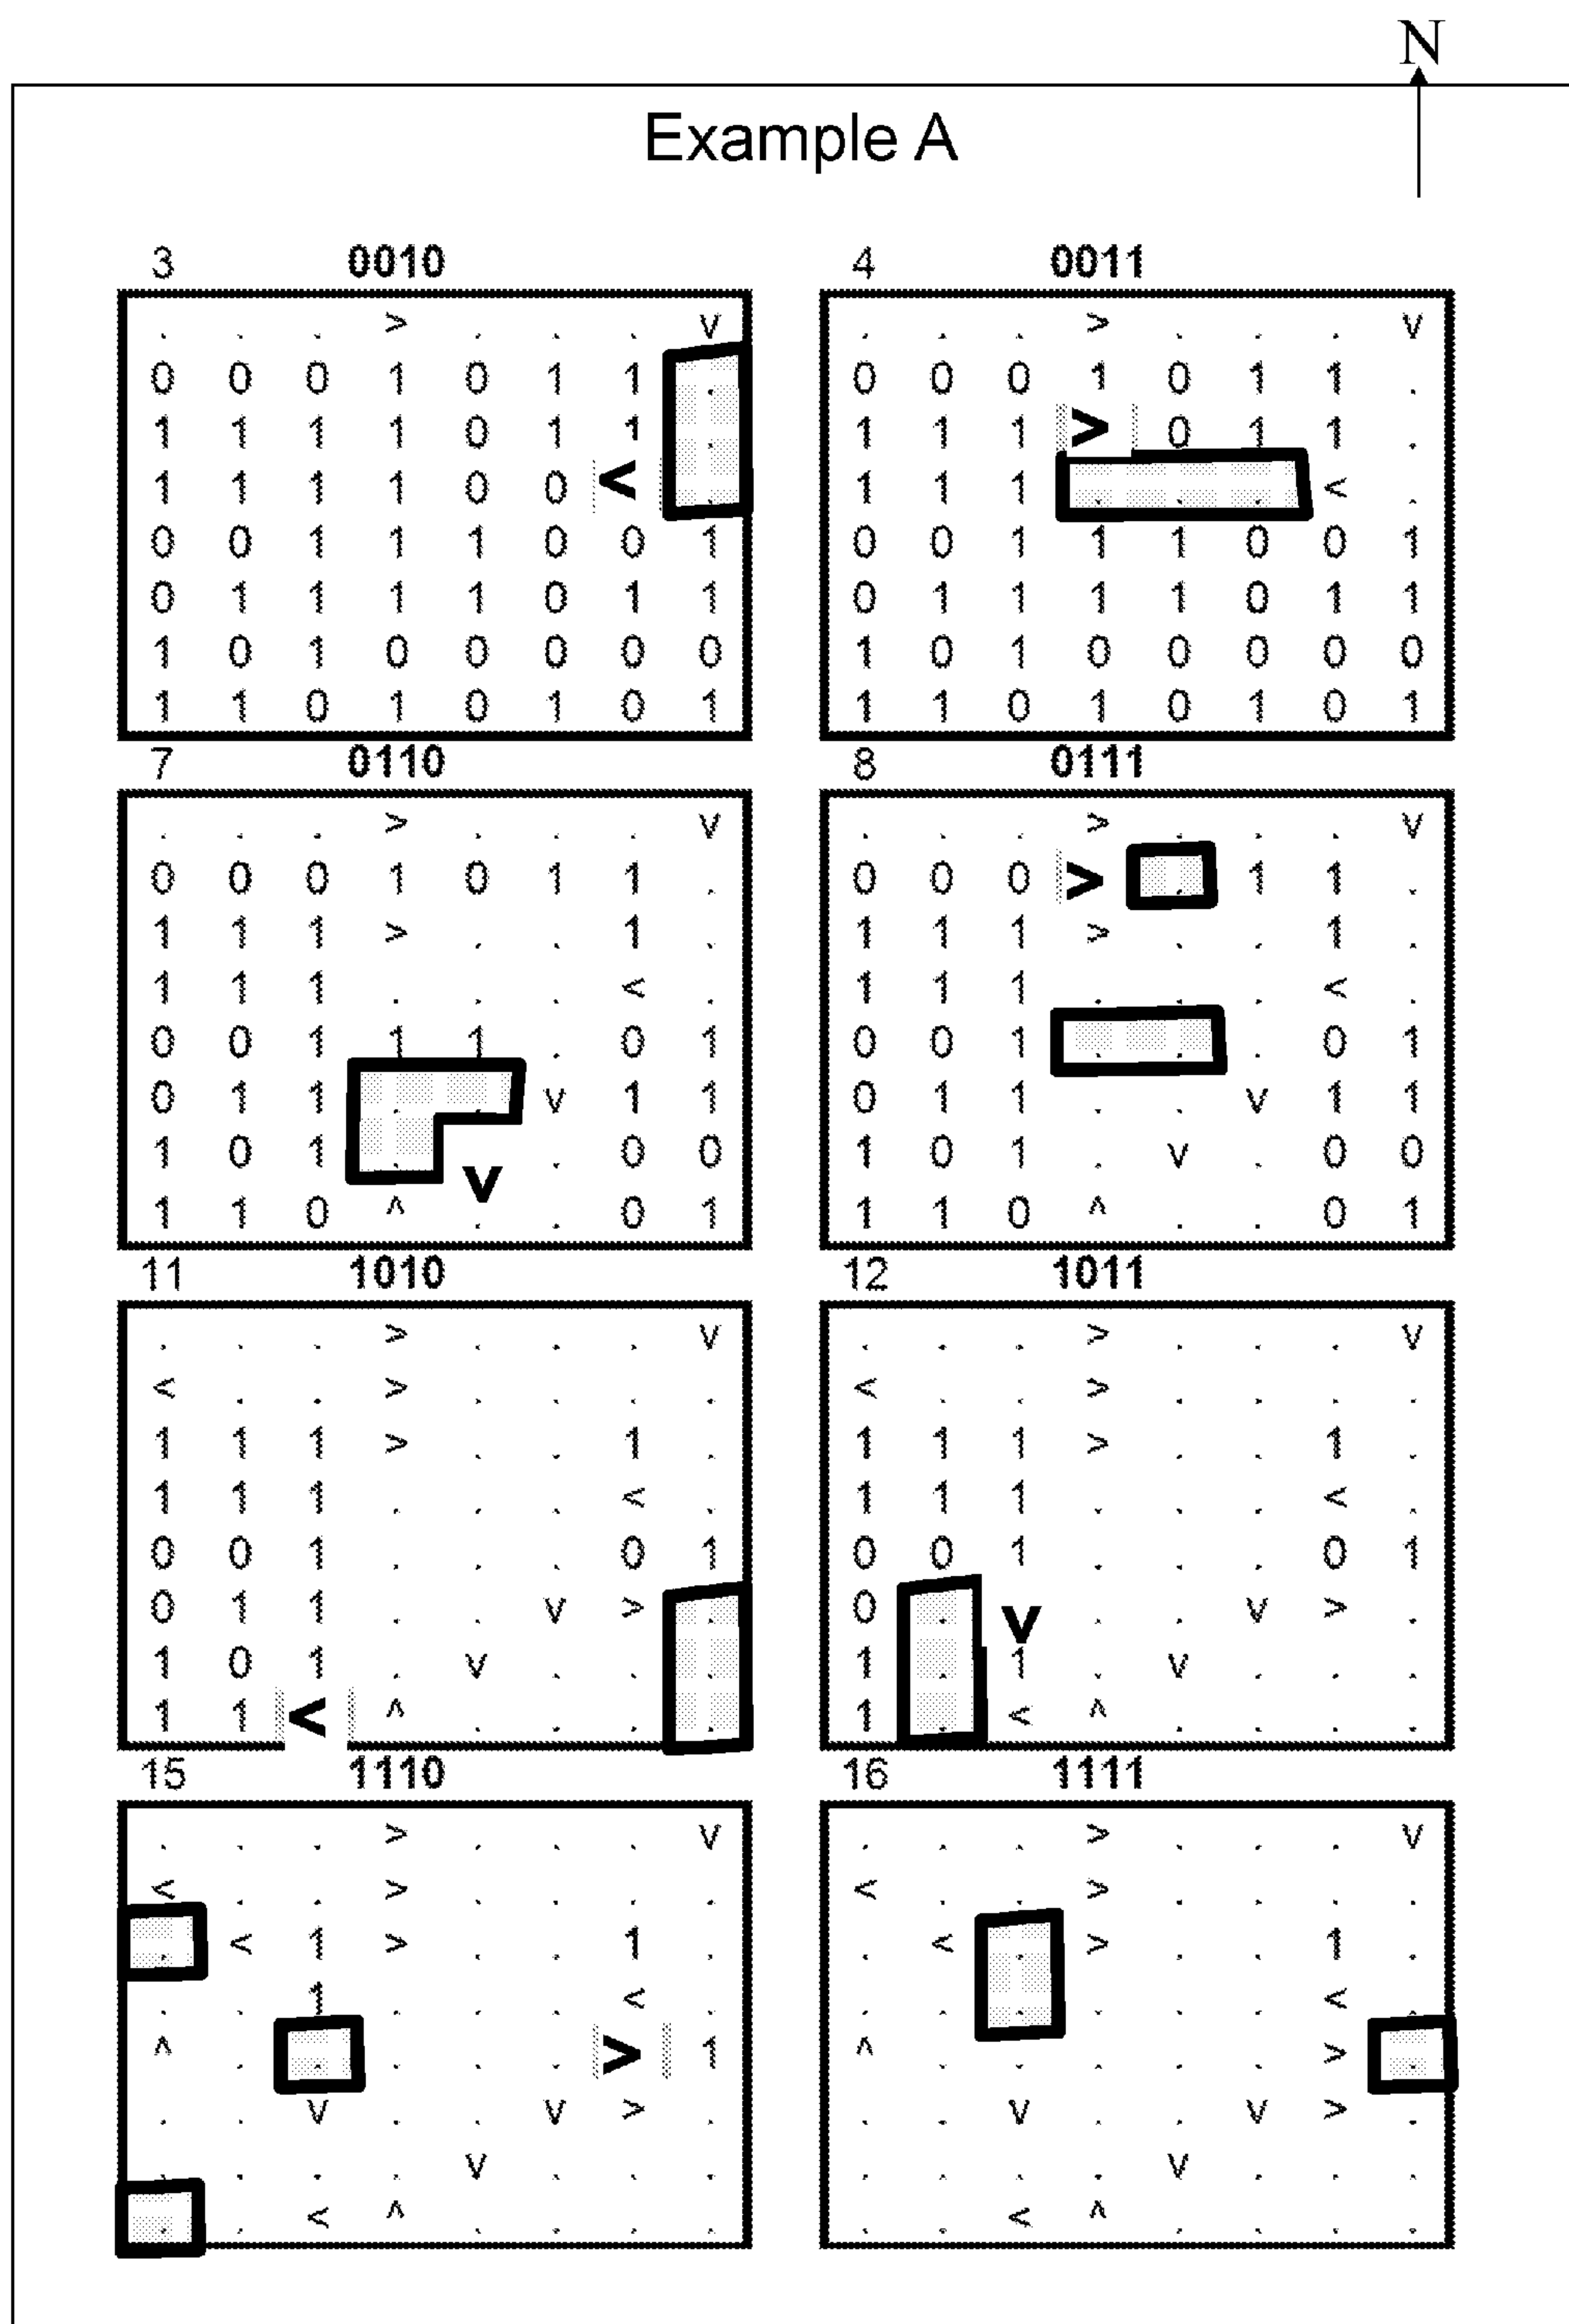 N
Example A
3 0010 4 0011
. . . > . . . v . . . > . . . v
0 0 0 1 0 1 1 . 0 0 0 1 0 1 1 .
1 1 1 1 0 1 1 . 1 1 1 > 0 1 1 .
1 1 1 1 0 0 < . 1 1 1 . . . < .
0 0 1 1 1 0 0 1 0 0 1 1 1 0 0 1
0 1 1 1 1 0 1 1 0 1 1 1 1 0 1 1
1 0 1 0 0 0 0 0 1 0 1 0 0 0 0 0
1 1 0 1 0 1 0 1 1 1 0 1 0 1 0 1
7 0110 8 0111
. . . > . . . v . . . > . . . v
0 0 0 1 0 1 1 . 0 0 0 > . 1 1 .
1 1 1 > . . 1 . 1 1 1 > . . 1 .
1 1 1 . . . < . 1 1 1 . . . < .
0 0 1 1 1 . 0 1 0 0 1 . . . 0 1
0 1 1 . . v 1 1 0 1 1 . . v 1 1
1 0 1 . v . 0 0 1 0 1 . v . 0 0
1 1 0 ^ . . 0 1 1 1 0 ^ . . 0 1
11 1010 12 1011
. . . > . . . v . . . > . . . v
< . . > . . . . < . . > . . . .
1 1 1 > . . 1 . 1 1 1 > . . 1 .
1 1 1 . . . < . 1 1 1 . . . < .
0 0 1 . . . 0 1 0 0 1 . . . 0 1
0 1 1 . . v > . 0 . v . . v > .
1 0 1 . v . . . 1 . 1 . v . . .
1 1 < ^ . . . . 1 . < ^ . . . .
15 1110 16 1111
. . . > . . . v . . . > . . . v
< . . > . . . . < . . > . . . .
. < 1 > . . 1 . . < . > . . 1 .
. . 1 . . . < . . . . . . . < .
^ . . . . . > 1 ^ . . . . . > .
. . v . . v > . . . v . . v > .
. . . . v . . . . . . . v . . .
. . < ^ . . . . . . < ^ . . . .